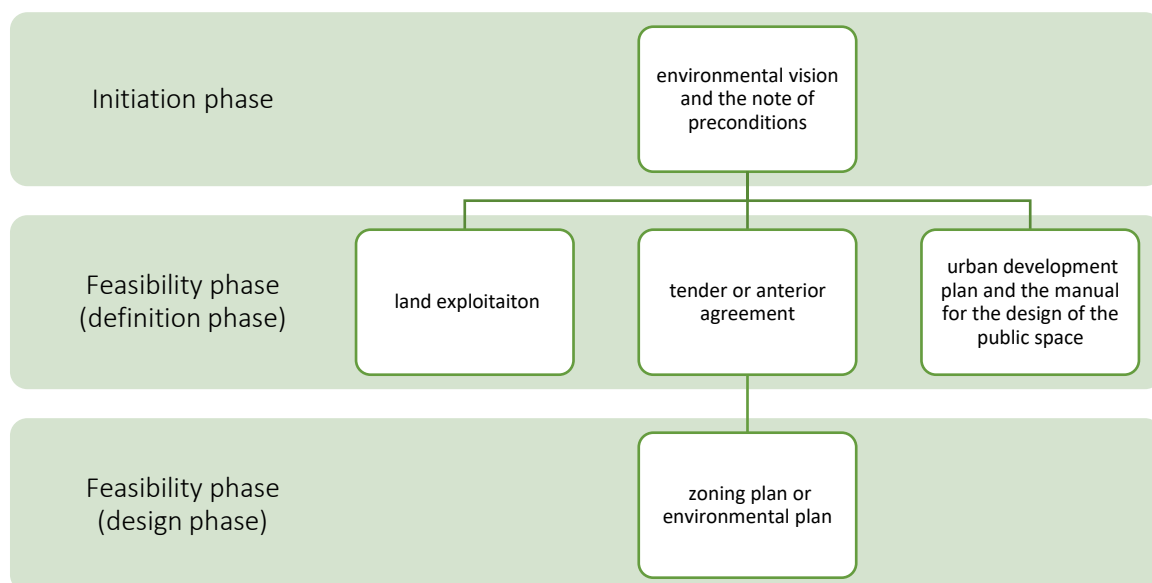 Initiation phase
environmental vision
and the note of
preconditions
Feasibility phase
(definition phase)
land exploitaiton
tender or anterior
agreement
urban development
plan and the manual
for the design of the
public space
Feasibility phase
(design phase)
zoning plan or
environmental plan